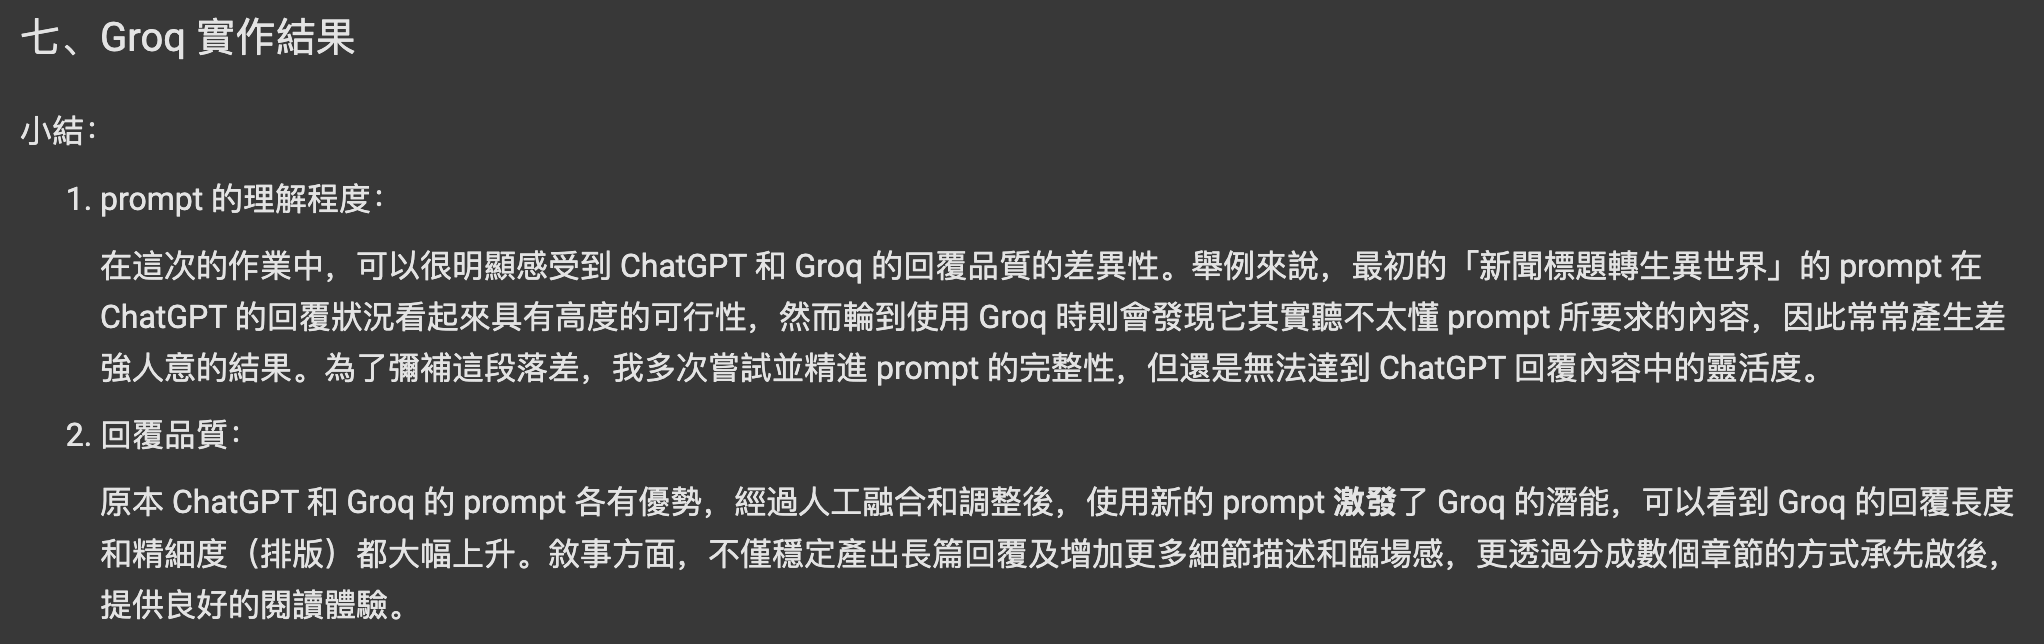 七、Groq 實作結果
小結：
1. prompt 的理解程度：
在這次的作業中，可以很明顯感受到 ChatGPT 和 Groq 的回覆品質的差異性。舉例來說，最初的「新聞標題轉生異世界」的 prompt 在
ChatGPT 的回覆狀況看起來具有高度的可行性，然而輪到使用 Groq 時則會發現它其實聽不太懂 prompt 所要求的內容，因此常常產生差
強人意的結果。為了彌補這段落差，我多次嘗試並精進 prompt 的完整性，但還是無法達到 ChatGPT 回覆內容中的靈活度。
2. 回覆品質：
原本 ChatGPT 和 Groq 的 prompt 各有優勢，經過人工融合和調整後，使用新的 prompt 激發了 Groq 的潛能，可以看到 Groq 的回覆長度
和精細度（排版）都大幅上升。敘事方面，不僅穩定產出長篇回覆及增加更多細節描述和臨場感，更透過分成數個章節的方式承先啟後，
提供良好的閱讀體驗。